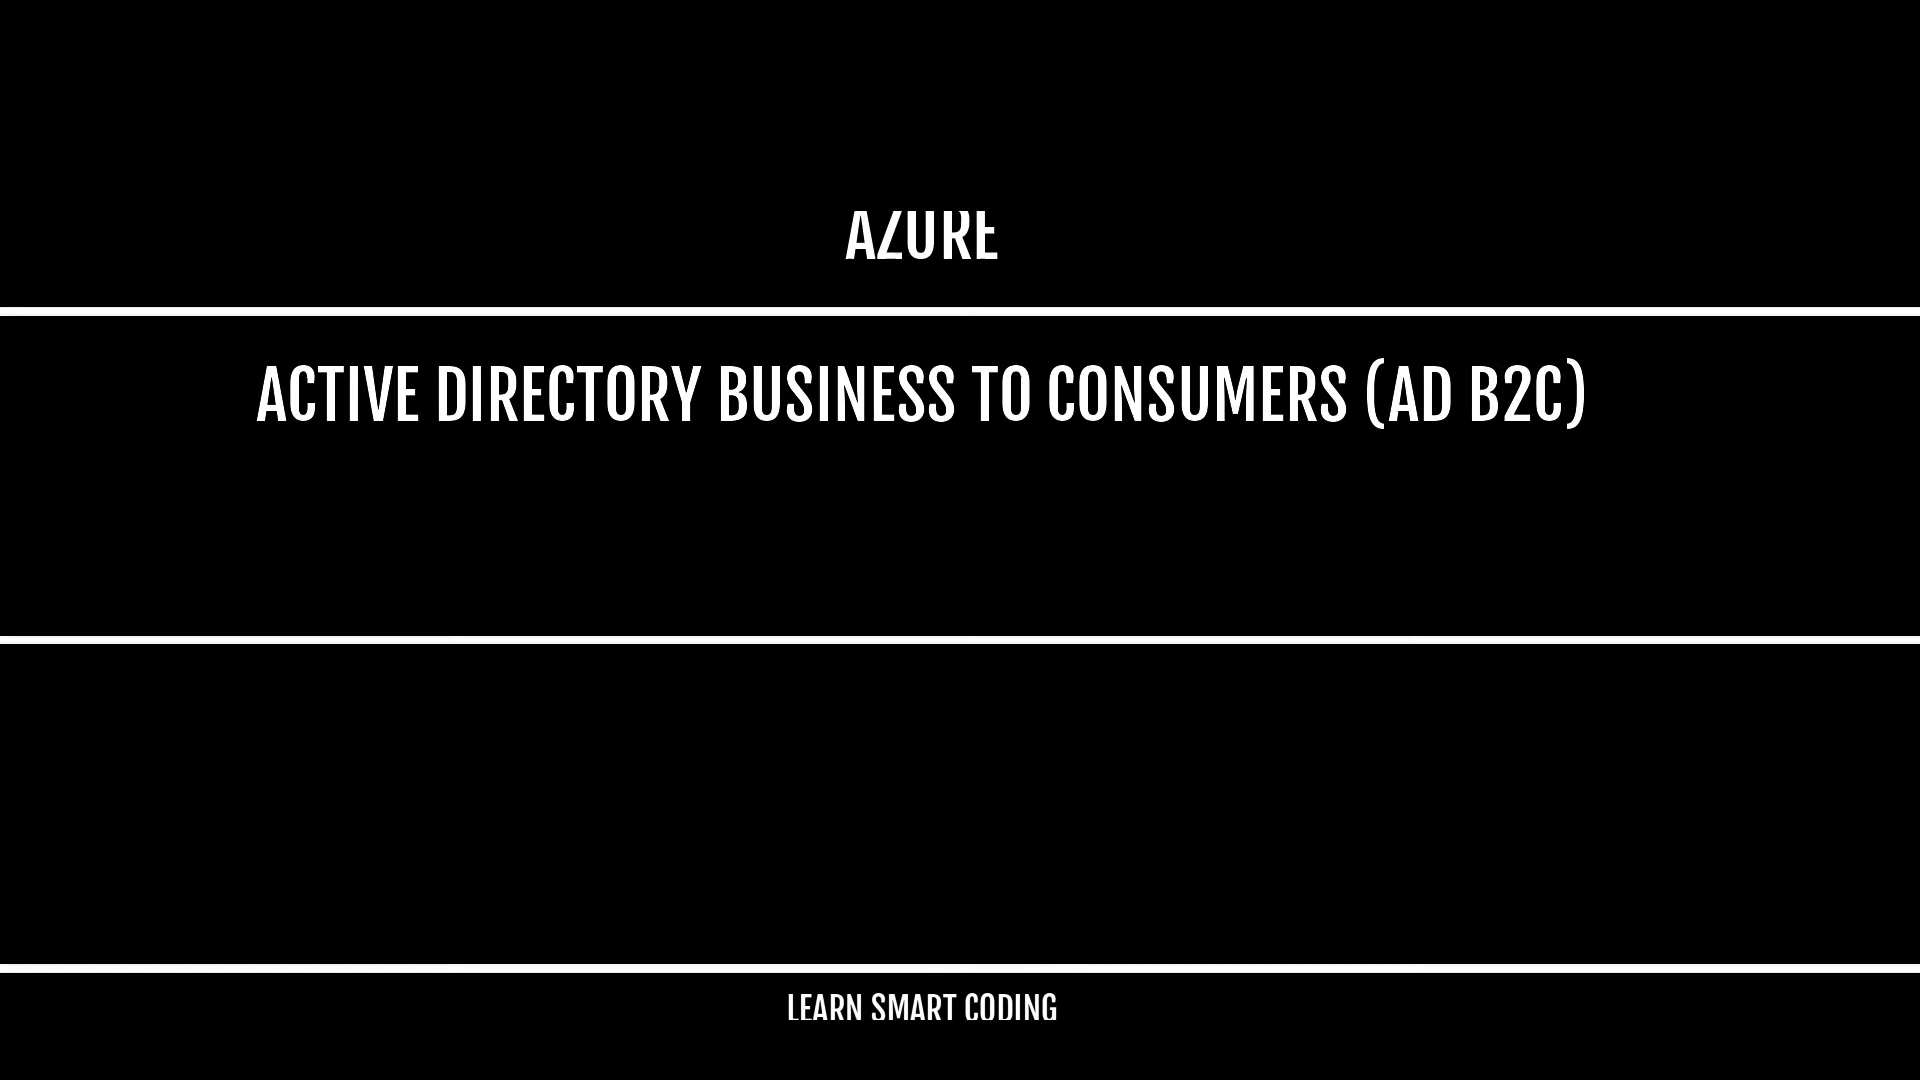 AZURE
ACTIVE DIRECTORY BUSINESS TO CONSUMERS (AD B2C)
LEARN SMART CODING